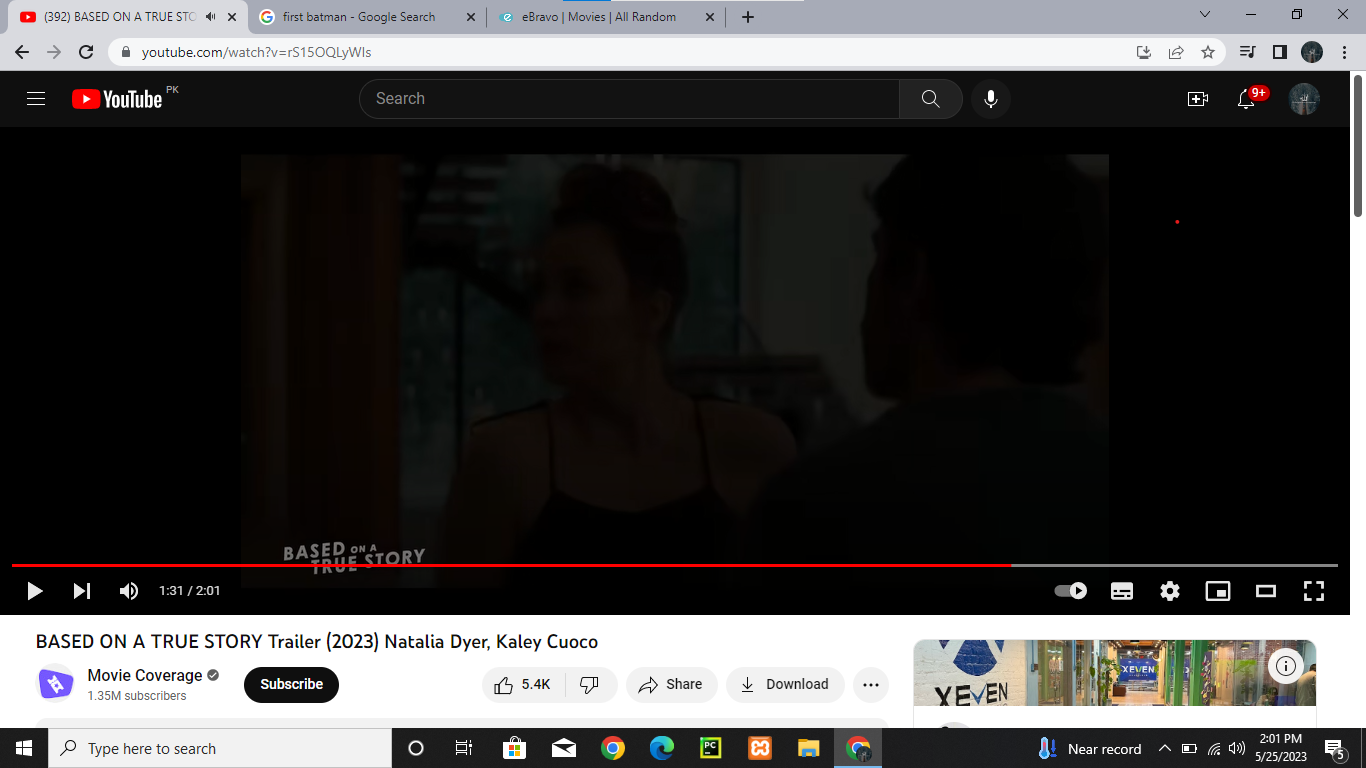 (392) BASED ON A TRUE STO
first batman - Google Search
eBravo | Movies | All Random
youtube.com/watch?v=rS15OQLyWIs
YouTube PK
Search
9+
BASED ON A
TRUE STORY
1:31 / 2:01
BASED ON A TRUE STORY Trailer (2023) Natalia Dyer, Kaley Cuoco
Movie Coverage
1.35M subscribers
Subscribe
5.4K
Share
Download
XEVEN
XEVEN
Type here to search
PC
Near record
2:01 PM
5/25/2023
5